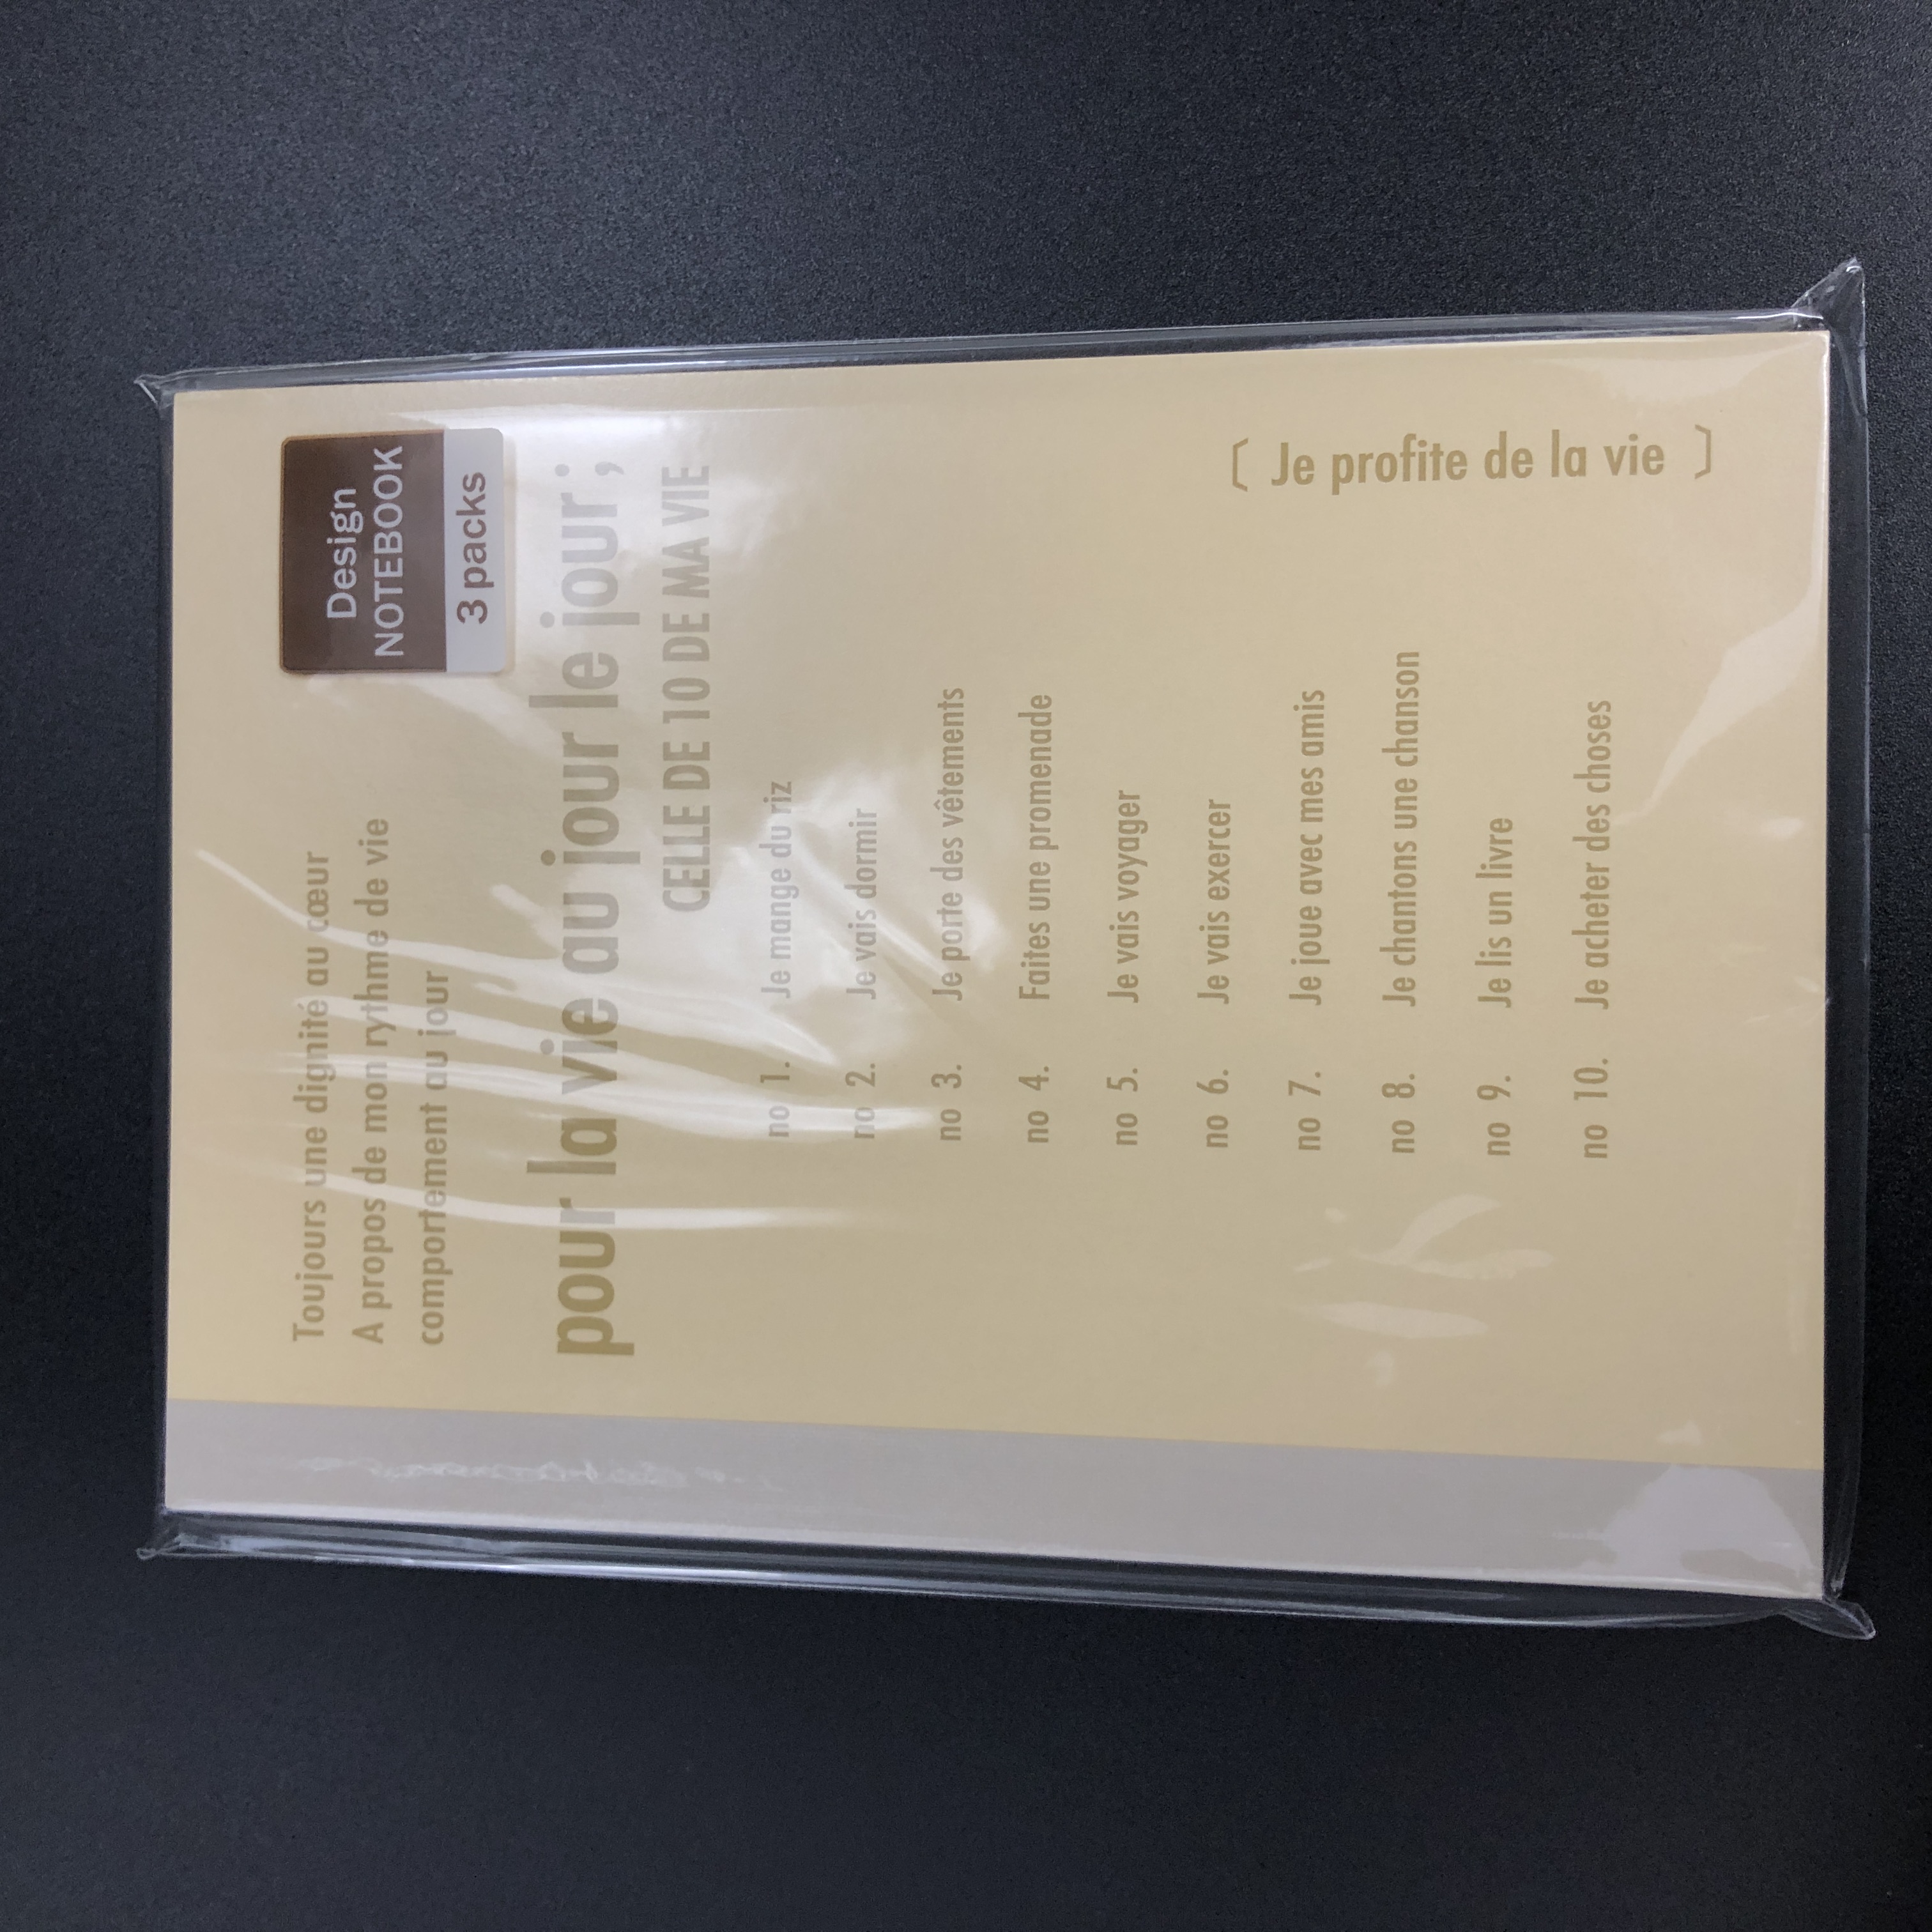 Design
NOTEBOOK
3 packs
Toujours une dignité au cœur
A propos de mon rythme de vie
comportement au jour
pour la vie au jour le jour ;
CELLE DE 10 DE MA VIE
no 1. Je mange du riz
no 2. Je vais dormir
no 3. Je porte des vêtements
no 4. Faites une promenade
no 5. Je vais voyager
no 6. Je vais exercer
no 7. Je joue avec mes amis
no 8. Je chantons une chanson
no 9. Je lis un livre
no 10. Je acheter des choses
〔 Je profite de la vie 〕